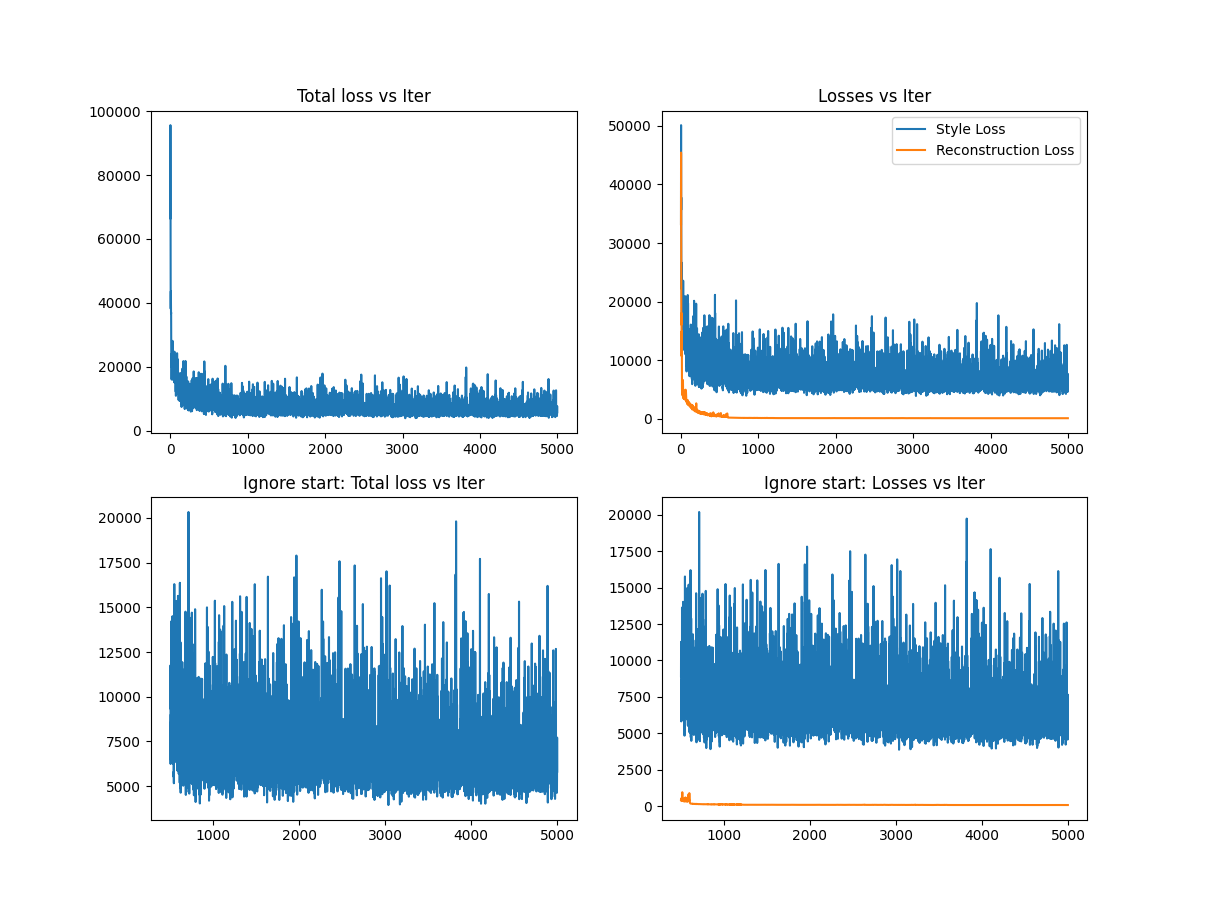 Total loss vs Iter
100000
80000
60000
40000
20000
0
0 1000 2000 3000 4000 5000
Losses vs Iter
Style Loss
Reconstruction Loss
50000
40000
30000
20000
10000
0
0 1000 2000 3000 4000 5000
Ignore start: Total loss vs Iter
20000
17500
15000
12500
10000
7500
5000
1000 2000 3000 4000 5000
Ignore start: Losses vs Iter
20000
17500
15000
12500
10000
7500
5000
2500
0
1000 2000 3000 4000 5000